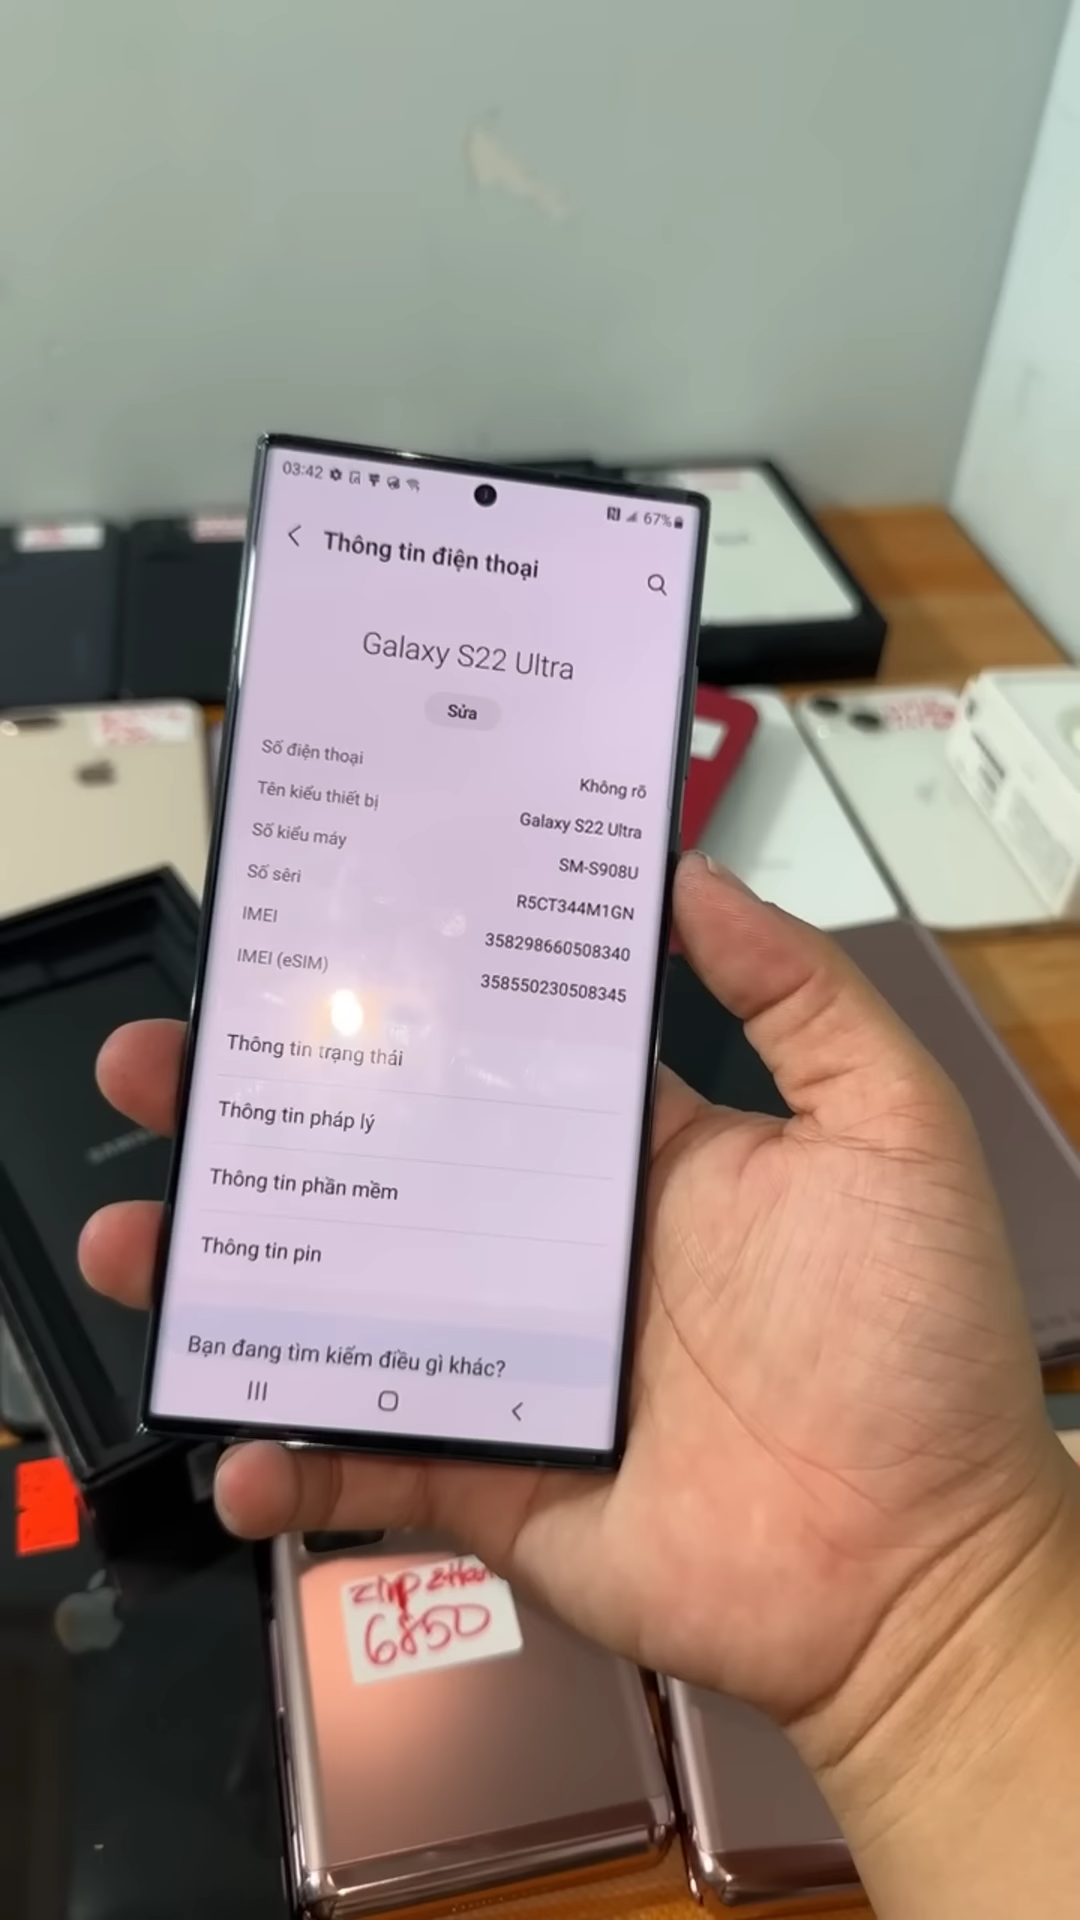 03:42
67%
Thông tin điện thoại
Galaxy S22 Ultra
Sửa
Số điện thoại Không rõ
Tên kiểu thiết bị Galaxy S22 Ultra
Số kiểu máy SM-S908U
Số sêri R5CT344M1GN
IMEI 358298660508340
IMEI (eSIM) 358550230508345
Thông tin trạng thái
Thông tin pháp lý
Thông tin phần mềm
Thông tin pin
Bạn đang tìm kiếm điều gì khác?
6850